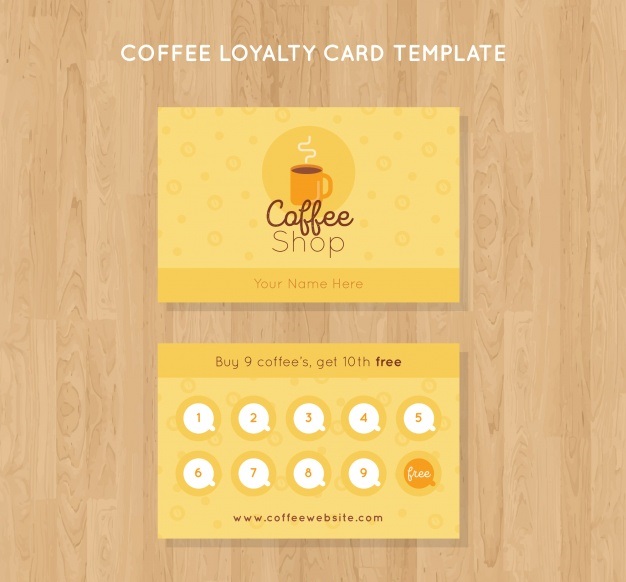 COFFEE LOYALTY CARD TEMPLATE
Coffee
Shop
Your Name Here
Buy 9 coffee's, get 10th free
1 2 3 4 5
6 7 8 9 free
www.coffeewebsite.com